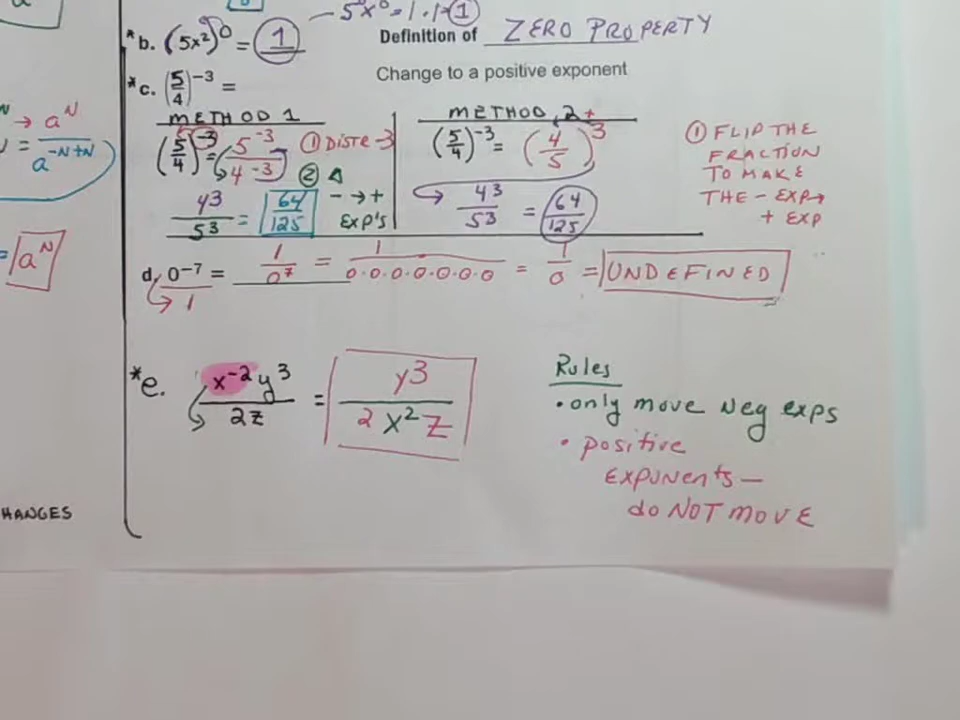 5⁰x⁰ = 1·1 = 1
*b. (5x²)⁰ = 1
Definition of ZERO PROPERTY
*c. (5/4)⁻³ =
Change to a positive exponent
METHOD 1
(5/4)⁻³ = 5⁻³/4⁻³ ① DISTR -3
② Δ - → + EXP'S
4³/5³ = 64/125
METHOD 2
(5/4)⁻³ = (4/5)⁺³
4³/5³ = 64/125
① FLIP THE
FRACTION
TO MAKE
THE - EXP→
+ EXP
d. 0⁻⁷/1 = 1/0⁷ = 1/0·0·0·0·0·0·0 = 1/0 = UNDEFINED
*e. x⁻²y³/2z = y³/2x²z
Rules
• only move Neg exps
• positive
EXPONENTS—
do NOT MOVE
→ aᴺ
a⁻ᴺ⁺ᴺ
= aᴺ
HANGES